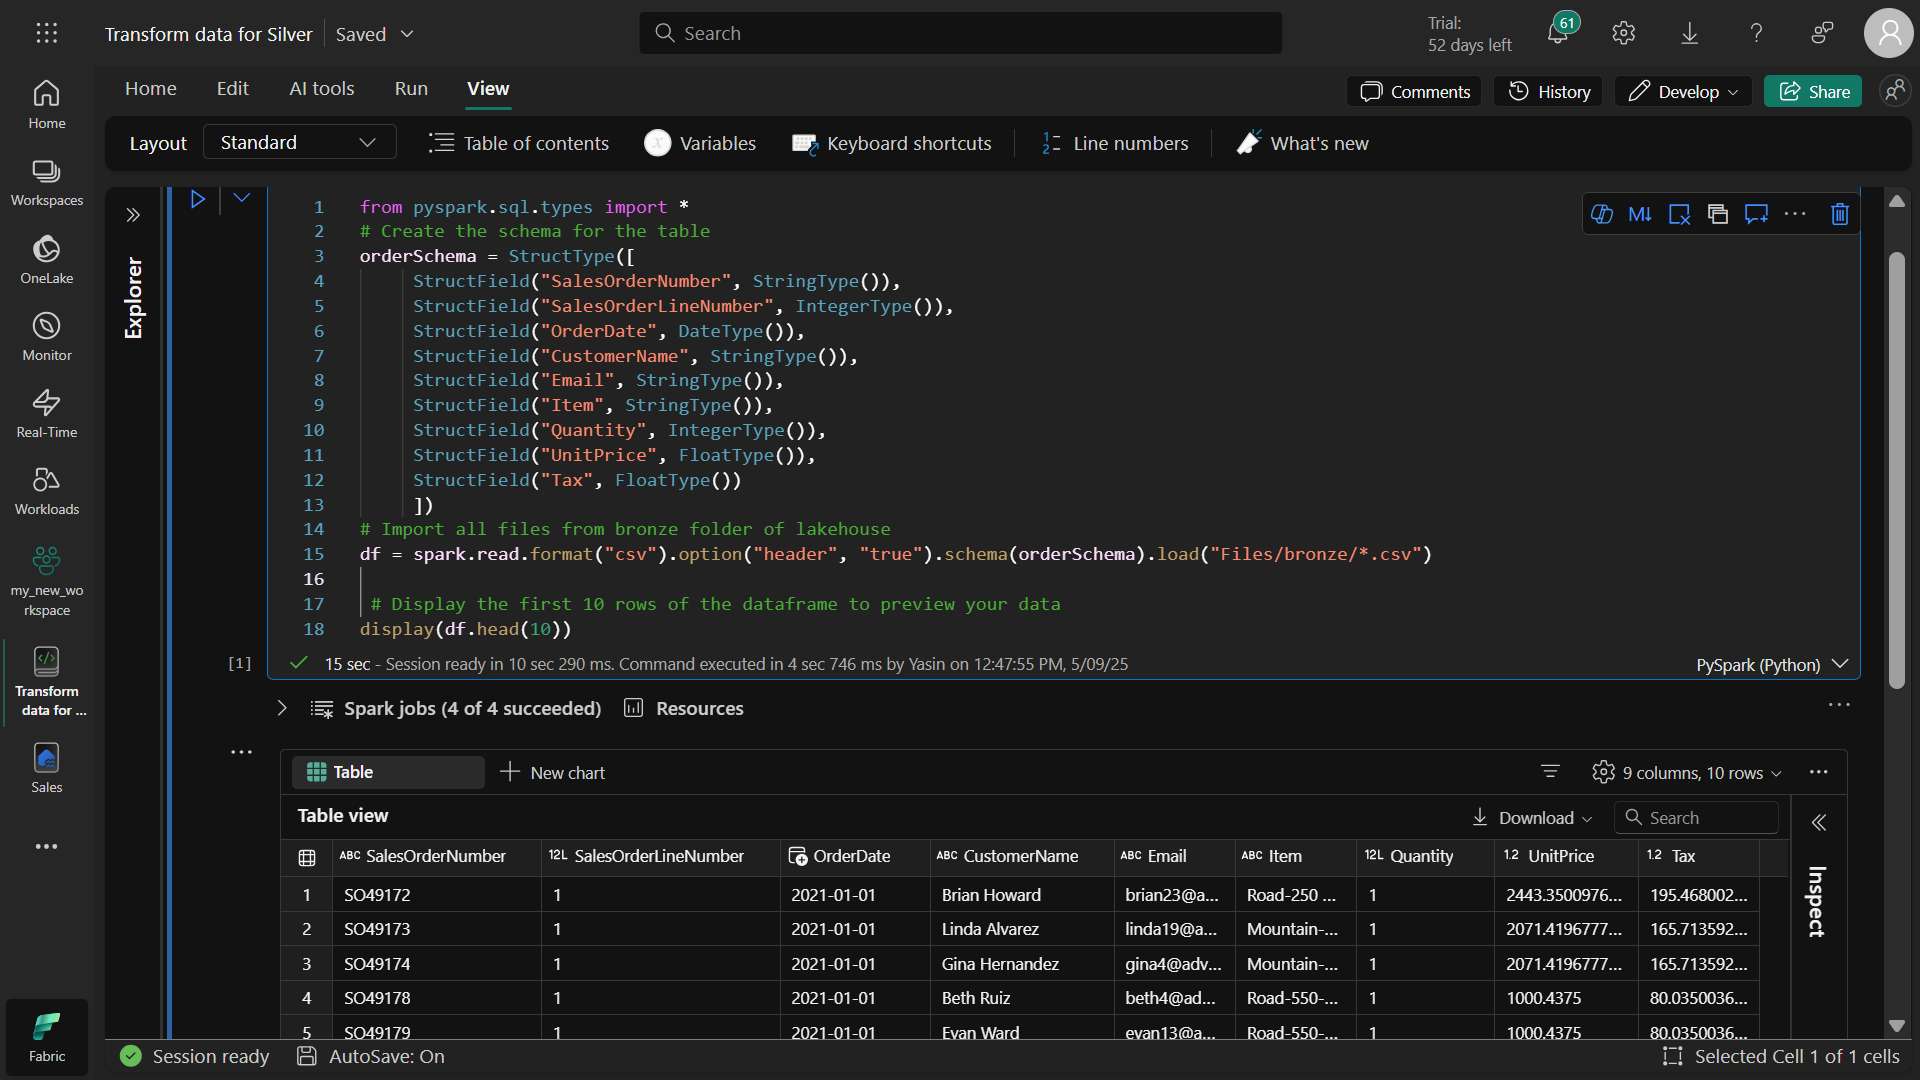 Transform data for Silver
Saved
Search
Trial:
52 days left
61
Home
Edit
AI tools
Run
View
Comments
History
Develop
Share
Layout
Standard
Table of contents
Variables
Keyboard shortcuts
Line numbers
What's new
Home
Workspaces
OneLake
Monitor
Real-Time
Workloads
my_new_wo
rkspace
Transform
data for ...
Sales
Fabric
Explorer
1 from pyspark.sql.types import *
2 # Create the schema for the table
3 orderSchema = StructType([
4 StructField("SalesOrderNumber", StringType()),
5 StructField("SalesOrderLineNumber", IntegerType()),
6 StructField("OrderDate", DateType()),
7 StructField("CustomerName", StringType()),
8 StructField("Email", StringType()),
9 StructField("Item", StringType()),
10 StructField("Quantity", IntegerType()),
11 StructField("UnitPrice", FloatType()),
12 StructField("Tax", FloatType())
13 ])
14 # Import all files from bronze folder of lakehouse
15 df = spark.read.format("csv").option("header", "true").schema(orderSchema).load("Files/bronze/*.csv")
16
17 # Display the first 10 rows of the dataframe to preview your data
18 display(df.head(10))
M↓
[1]
15 sec - Session ready in 10 sec 290 ms. Command executed in 4 sec 746 ms by Yasin on 12:47:55 PM, 5/09/25
PySpark (Python)
Spark jobs (4 of 4 succeeded)
Resources
Table
New chart
9 columns, 10 rows
Table view
Download
Search
Inspect
ABC SalesOrderNumber 12L SalesOrderLineNumber OrderDate ABC CustomerName ABC Email ABC Item 12L Quantity 1.2 UnitPrice 1.2 Tax
1 SO49172 1 2021-01-01 Brian Howard brian23@a... Road-250 ... 1 2443.3500976... 195.468002...
2 SO49173 1 2021-01-01 Linda Alvarez linda19@a... Mountain-... 1 2071.4196777... 165.713592...
3 SO49174 1 2021-01-01 Gina Hernandez gina4@adv... Mountain-... 1 2071.4196777... 165.713592...
4 SO49178 1 2021-01-01 Beth Ruiz beth4@ad... Road-550-... 1 1000.4375 80.0350036...
5 SO49179 1 2021-01-01 Evan Ward evan13@a... Road-550-... 1 1000.4375 80.0350036...
Session ready
AutoSave: On
Selected Cell 1 of 1 cells